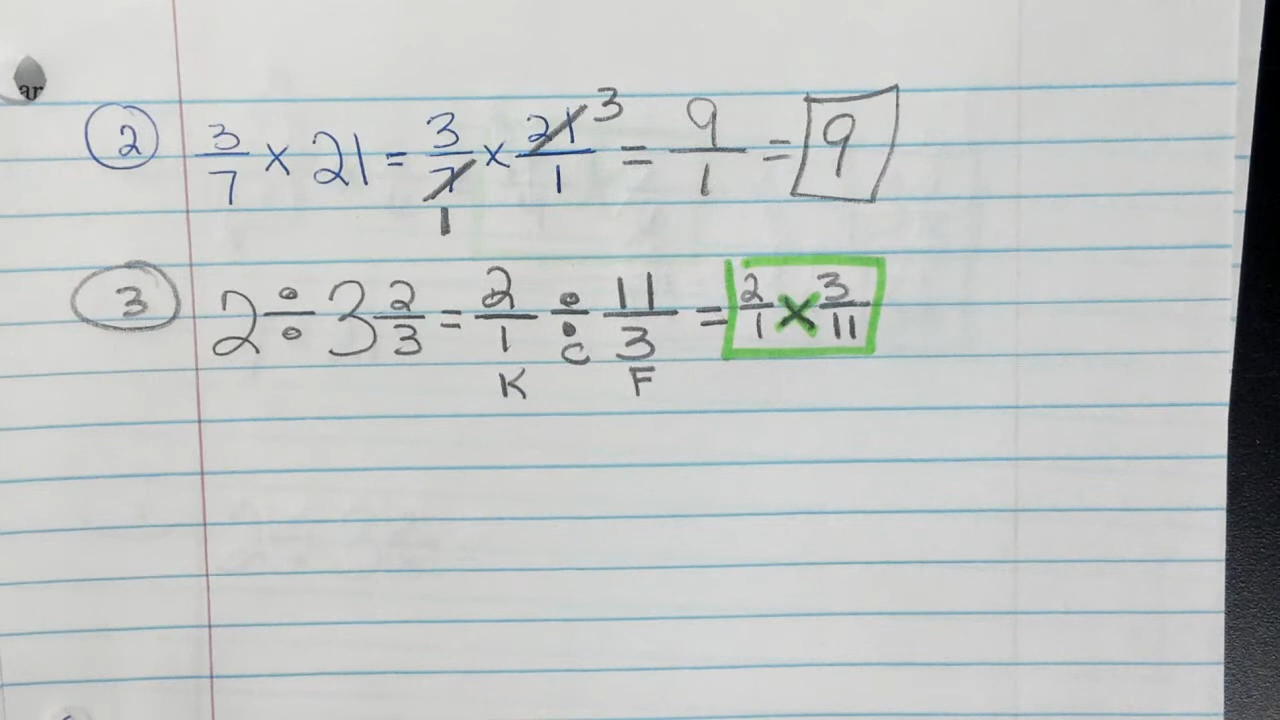 ar
② 3/7 × 21 = 3/7 1 × 21/1 3 = 9/1 = 9
③ 2 ÷ 3 2/3 = 2/1 ÷ 11/3 = 2/1 × 3/11
K C F